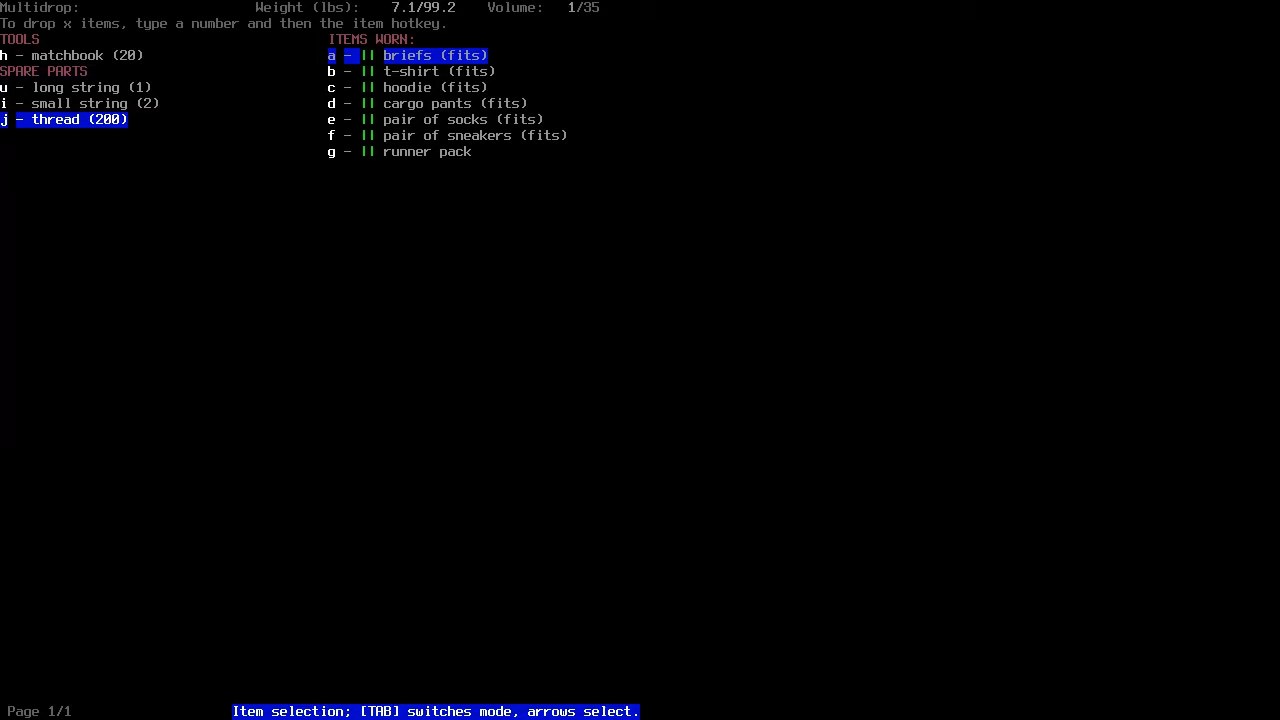 Multidrop: Weight (lbs): 7.1/99.2 Volume: 1/35
To drop x items, type a number and then the item hotkey.
TOOLS
h - matchbook (20)
SPARE PARTS
u - long string (1)
i - small string (2)
j - thread (200)
ITEMS WORN:
a - || briefs (fits)
b - || t-shirt (fits)
c - || hoodie (fits)
d - || cargo pants (fits)
e - || pair of socks (fits)
f - || pair of sneakers (fits)
g - || runner pack
Page 1/1 Item selection; [TAB] switches mode, arrows select.